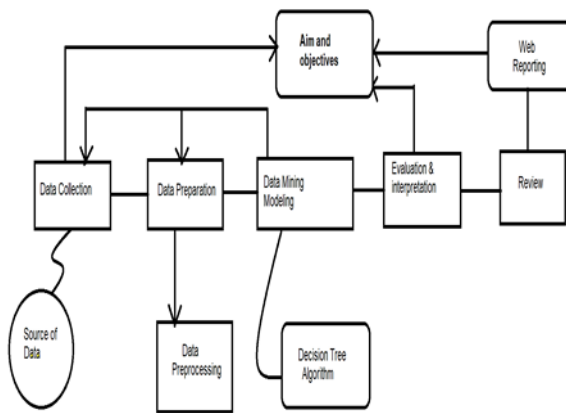 Aim and
objectives
Web
Reporting
Data Collection
Data Preparation
Data Mining
Modeling
Evaluation &
interpretation
Review
Source of
Data
Data
Preprocessing
Decision Tree
Algorithm